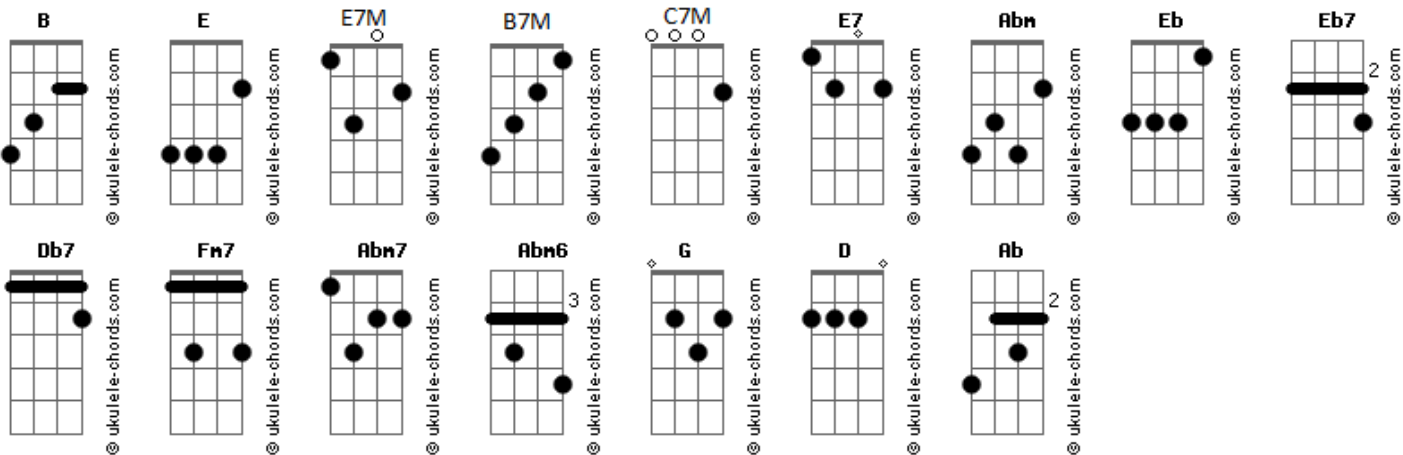 B E E7M B7M C7M E7 Abm Eb Eb7
2
© ukulele-chords.com © ukulele-chords.com © ukulele-chords.com © ukulele-chords.com © ukulele-chords.com © ukulele-chords.com © ukulele-chords.com © ukulele-chords.com © ukulele-chords.com
Db7 Fm7 Abm7 Abm6 G D Ab
3 2
© ukulele-chords.com © ukulele-chords.com © ukulele-chords.com © ukulele-chords.com © ukulele-chords.com © ukulele-chords.com © ukulele-chords.com